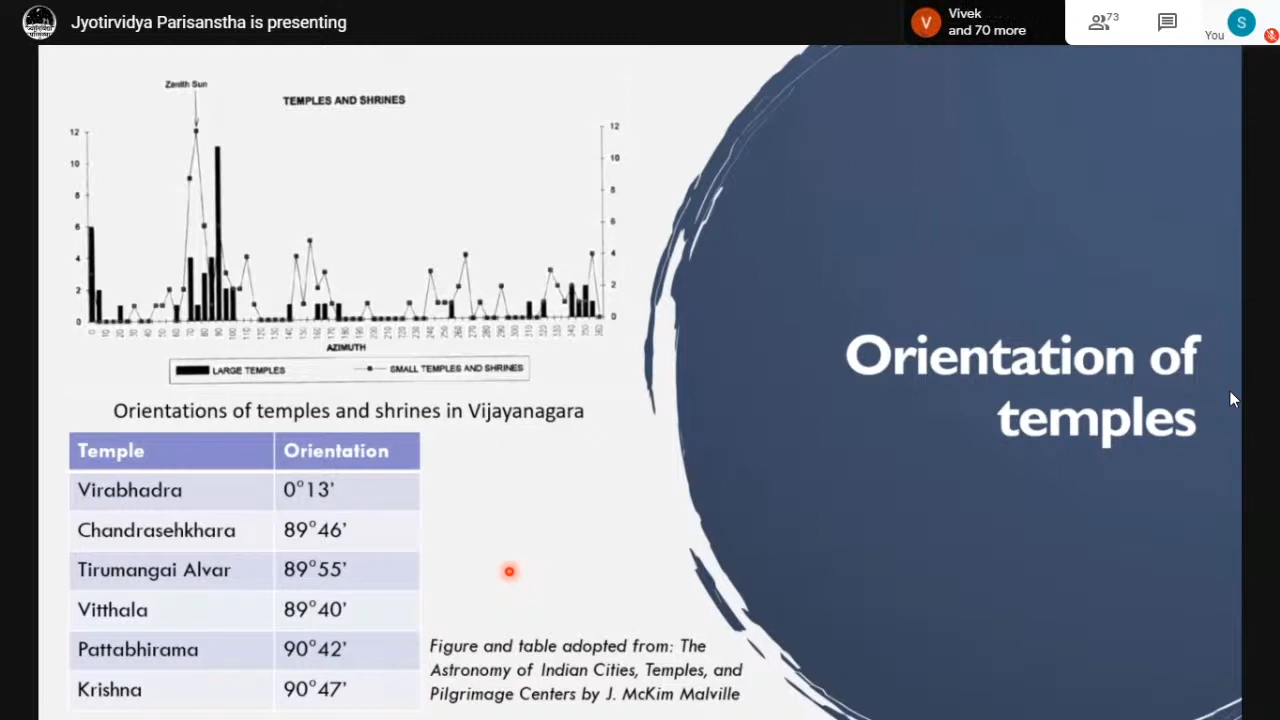 Jyotirvidya Parisanstha is presenting
Vivek
and 70 more
73
You
S
V
Zenith Sun
TEMPLES AND SHRINES
12
10
8
6
4
2
0
12
10
8
6
4
2
0
AZIMUTH
LARGE TEMPLES
SMALL TEMPLES AND SHRINES
Orientations of temples and shrines in Vijayanagara
Temple Orientation
Virabhadra 0°13’
Chandrasehkhara 89°46’
Tirumangai Alvar 89°55’
Vitthala 89°40’
Pattabhirama 90°42’
Krishna 90°47’
Figure and table adopted from: The
Astronomy of Indian Cities, Temples, and
Pilgrimage Centers by J. McKim Malville
Orientation of
temples